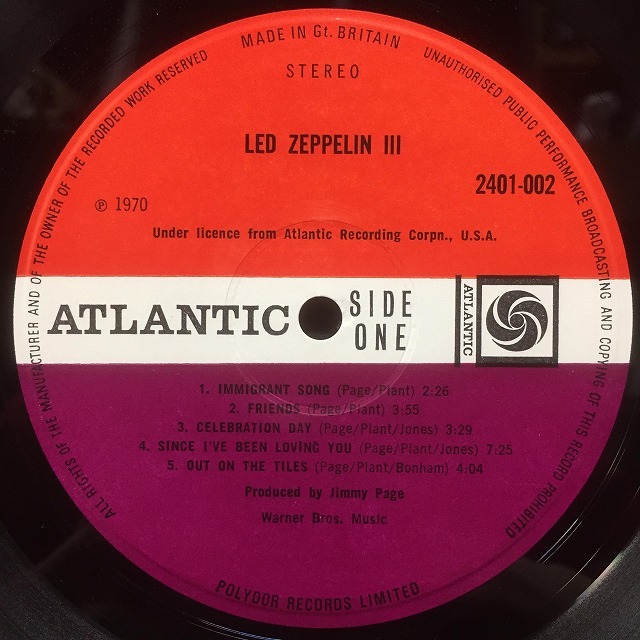 MADE IN Gt. BRITAIN
STEREO
LED ZEPPELIN III
2401-002
℗ 1970
Under licence from Atlantic Recording Corpn., U.S.A.
ATLANTIC
SIDE
ONE
ATLANTIC
1. IMMIGRANT SONG (Page/Plant) 2:26
2. FRIENDS (Page/Plant) 3:55
3. CELEBRATION DAY (Page/Plant/Jones) 3:29
4. SINCE I'VE BEEN LOVING YOU (Page/Plant/Jones) 7:25
5. OUT ON THE TILES (Page/Plant/Bonham) 4:04
Produced by Jimmy Page
Warner Bros. Music
POLYDOR RECORDS LIMITED
ALL RIGHTS OF THE MANUFACTURER AND OF THE OWNER OF THE RECORDED WORK RESERVED
UNAUTHORISED PUBLIC PERFORMANCE BROADCASTING AND COPYING OF THIS RECORD PROHIBITED